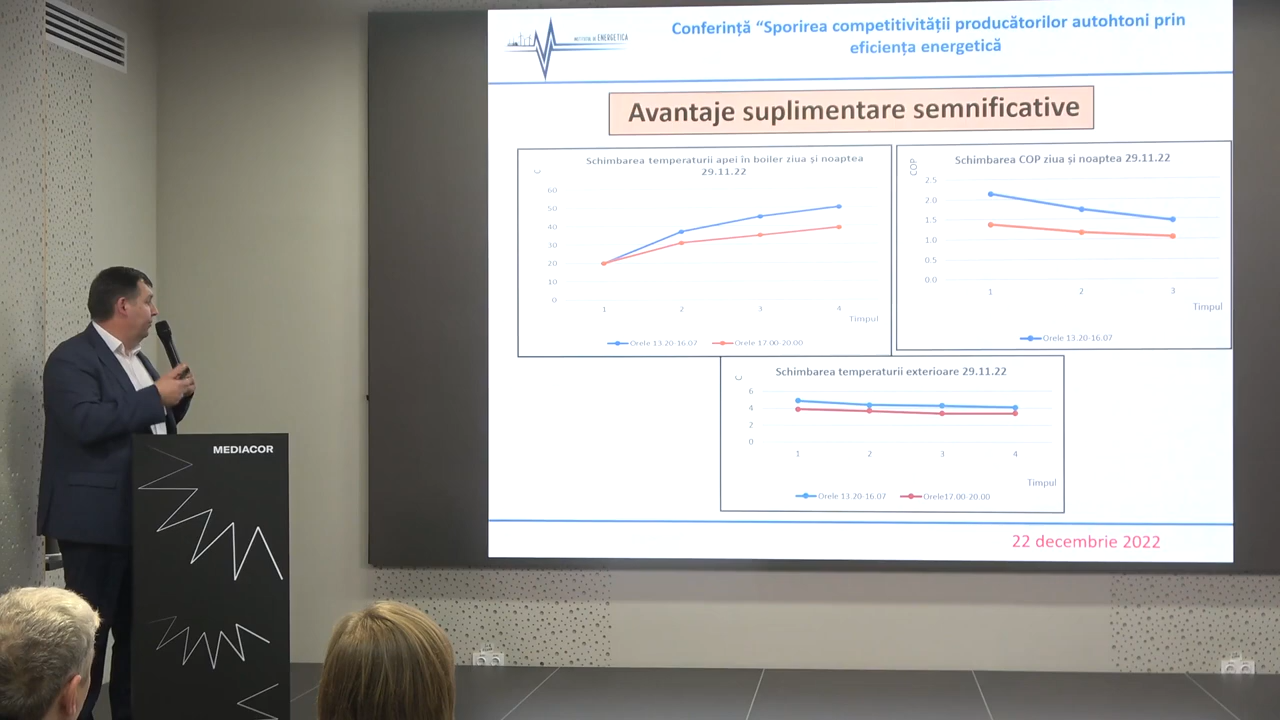 Conferință “Sporirea competitivității producătorilor autohtoni prin
eficiența energetică
INSTITUTUL DE ENERGETICA
Avantaje suplimentare semnificative
Schimbarea temperaturii apei în boiler ziua și noaptea
29.11.22
C
60
50
40
30
20
10
0
1 2 3 4
Timpul
Orele 13.20-16.07 Orele 17.00-20.00
Schimbarea COP ziua și noaptea 29.11.22
COP
2.5
2.0
1.5
1.0
0.5
0.0
1 2 3
Timpul
Orele 13.20-16.07
Schimbarea temperaturii exterioare 29.11.22
C
6
4
2
0
1 2 3 4
Timpul
Orele 13.20-16.07 Orele17.00-20.00
22 decembrie 2022
MEDIACOR